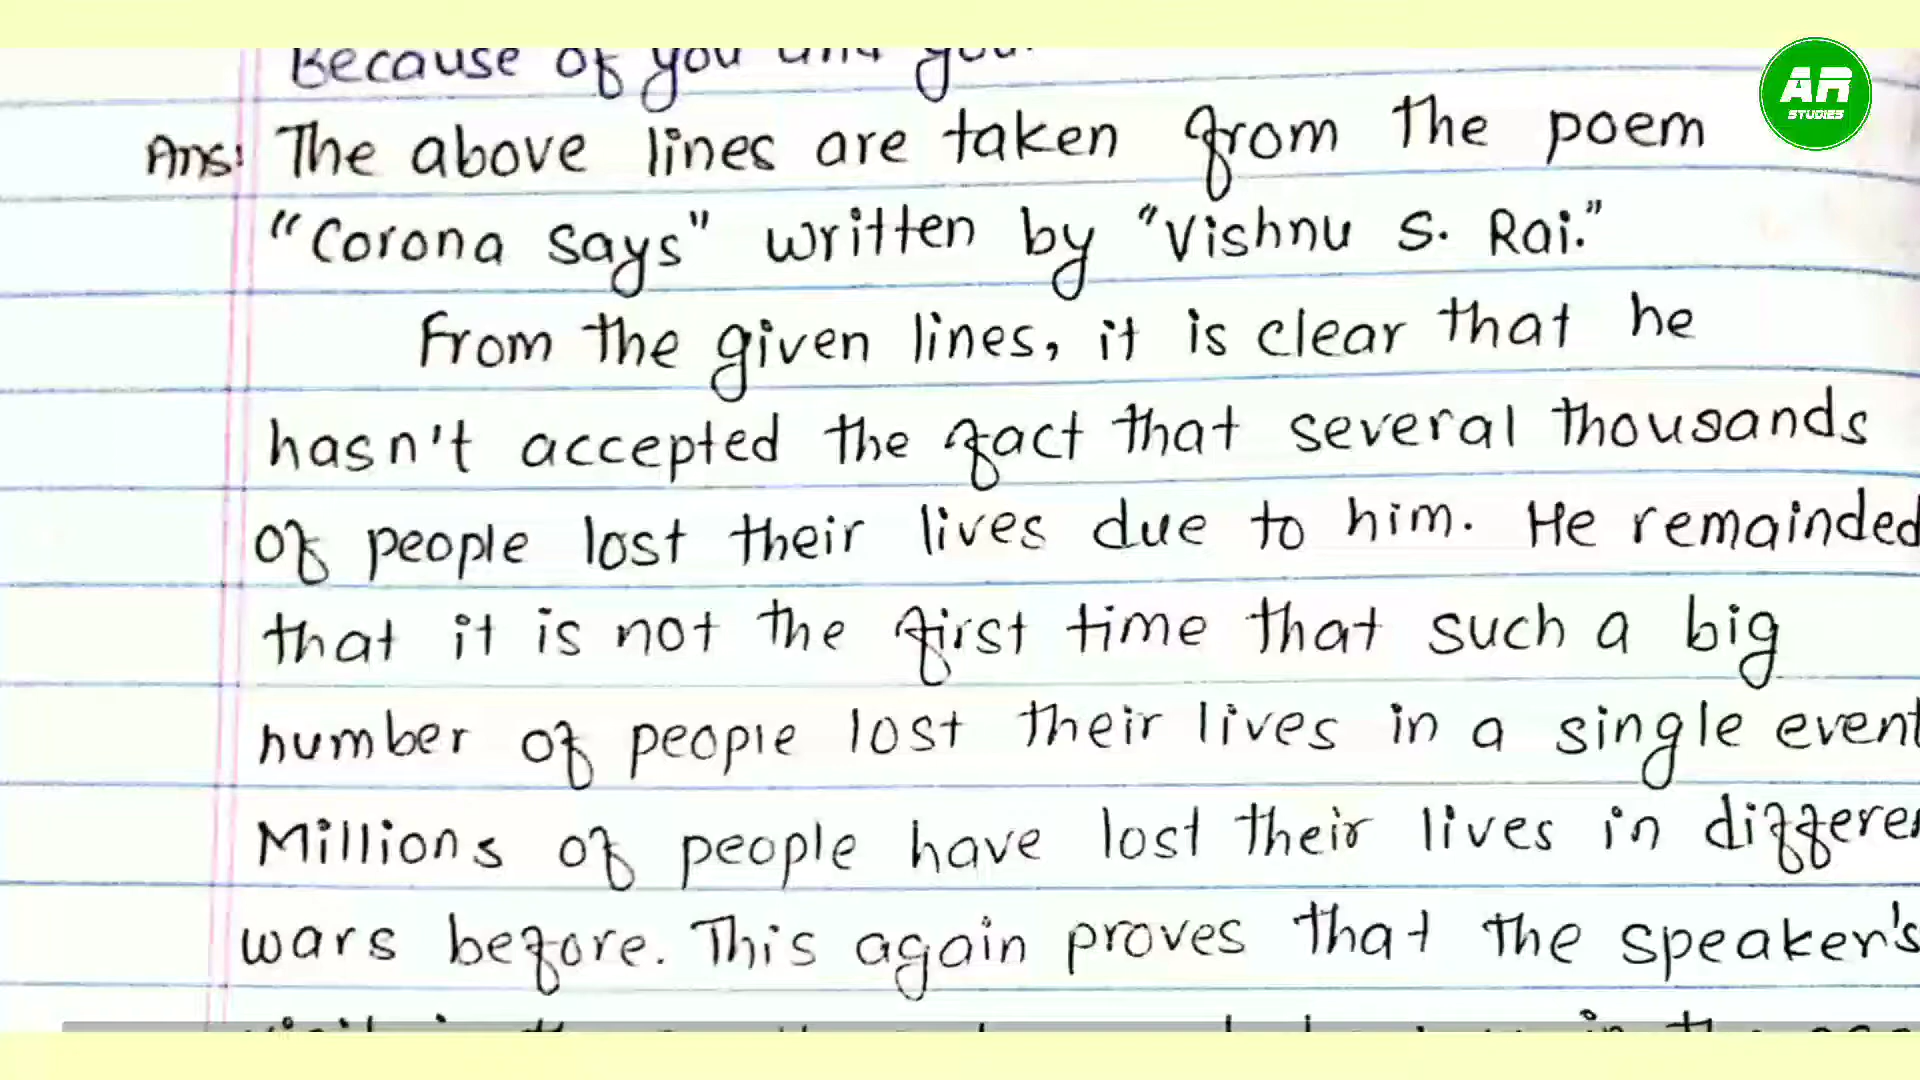 Because of you and you.
AR
STUDIES
Ans: The above lines are taken from the poem
"Corona says" written by "Vishnu S. Rai."
From the given lines, it is clear that he
hasn't accepted the fact that several thousands
of people lost their lives due to him. He remainded
that it is not the first time that such a big
number of people lost their lives in a single event
Millions of people have lost their lives in differen
wars before. This again proves that the speaker's